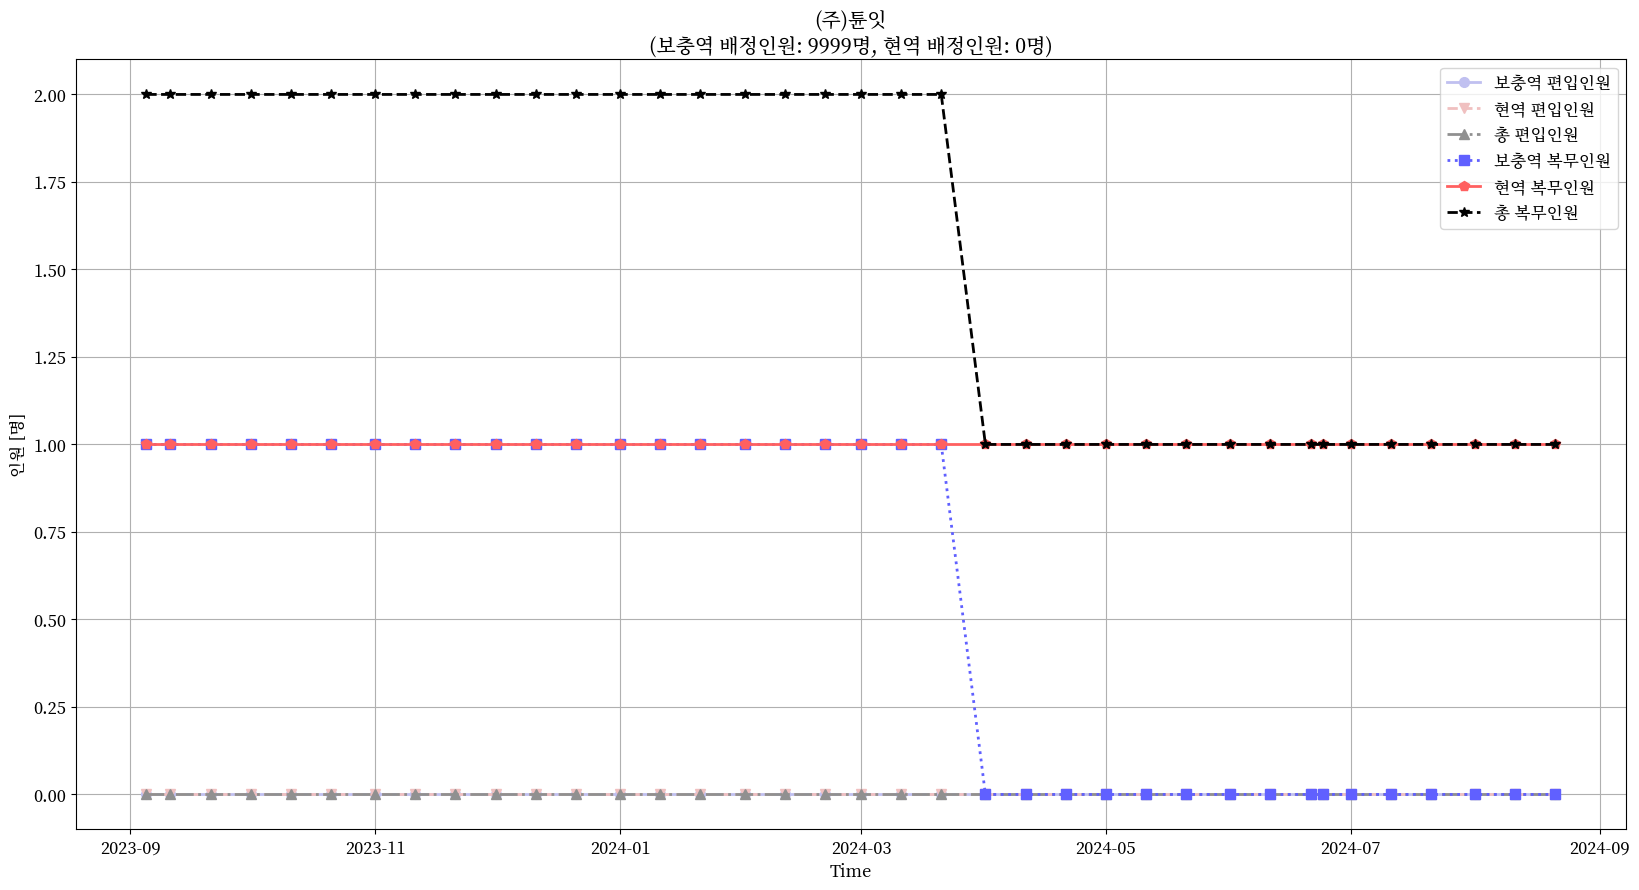 (주)튠잇
(보충역 배정인원: 9999명, 현역 배정인원: 0명)
보충역 편입인원
현역 편입인원
총 편입인원
보충역 복무인원
현역 복무인원
총 복무인원
인원 [명]
2.00
1.75
1.50
1.25
1.00
0.75
0.50
0.25
0.00
2023-09
2023-11
2024-01
2024-03
2024-05
2024-07
2024-09
Time